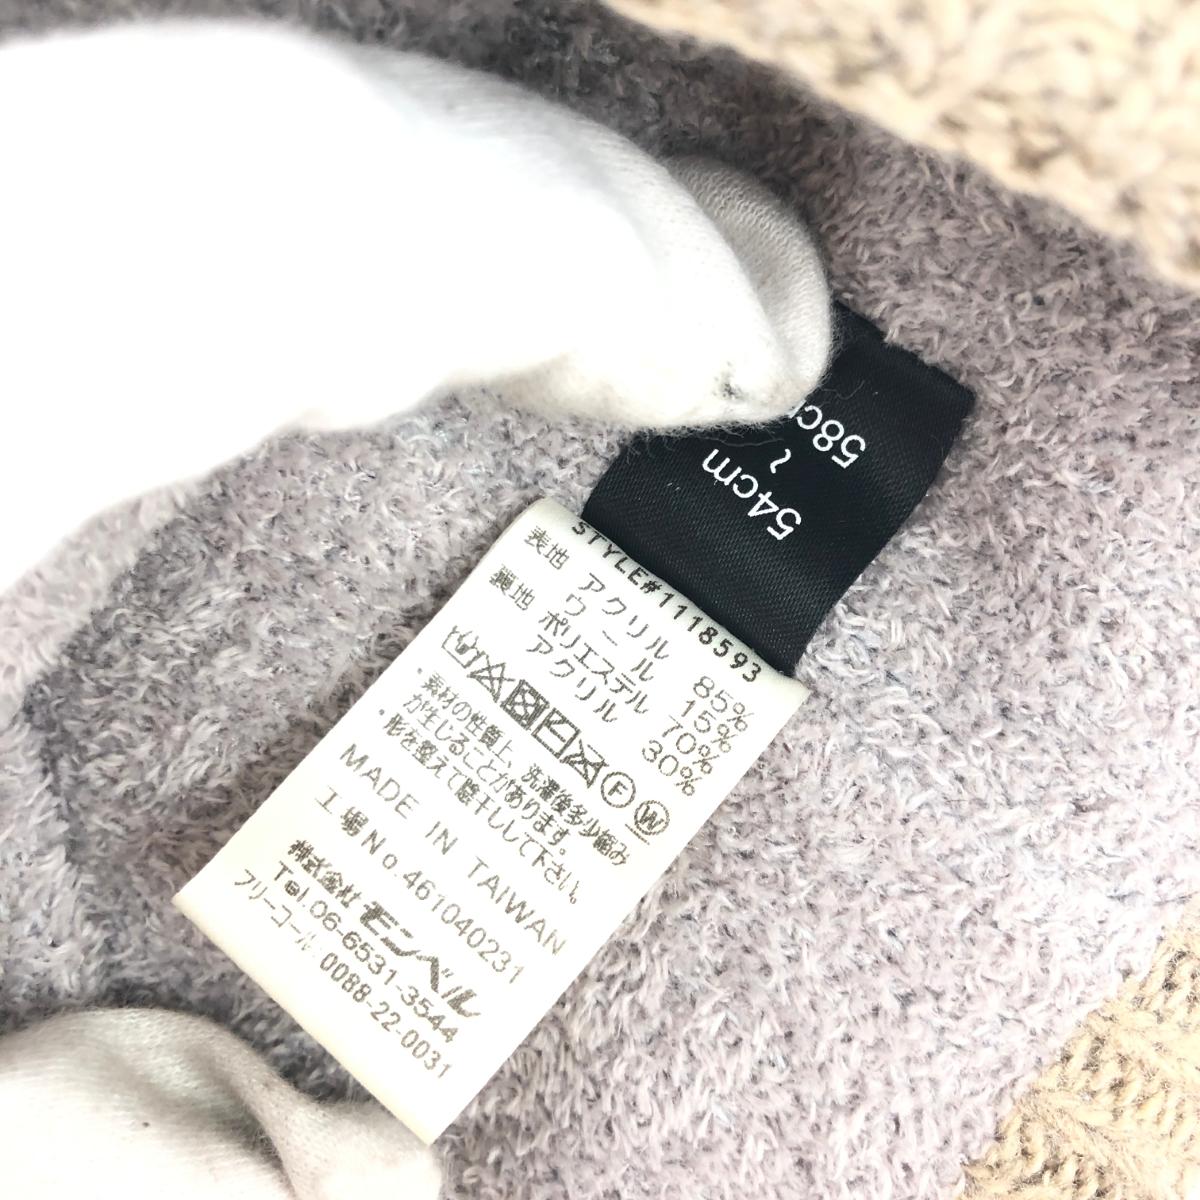 54cm
~
58c
STYLE#1118593
表地 アクリル 85%
ウール 15%
裏地 ポリエステル 70%
アクリル 30%
F W
・素材の性質上、洗濯後多少縮み
が生じることがあります。
・形を整えて陰干しして下さい。
MADE IN TAIWAN
工場No.461040231
株式会社モンベル
Tel.06-6531-3544
フリーコール 0088-22-0031